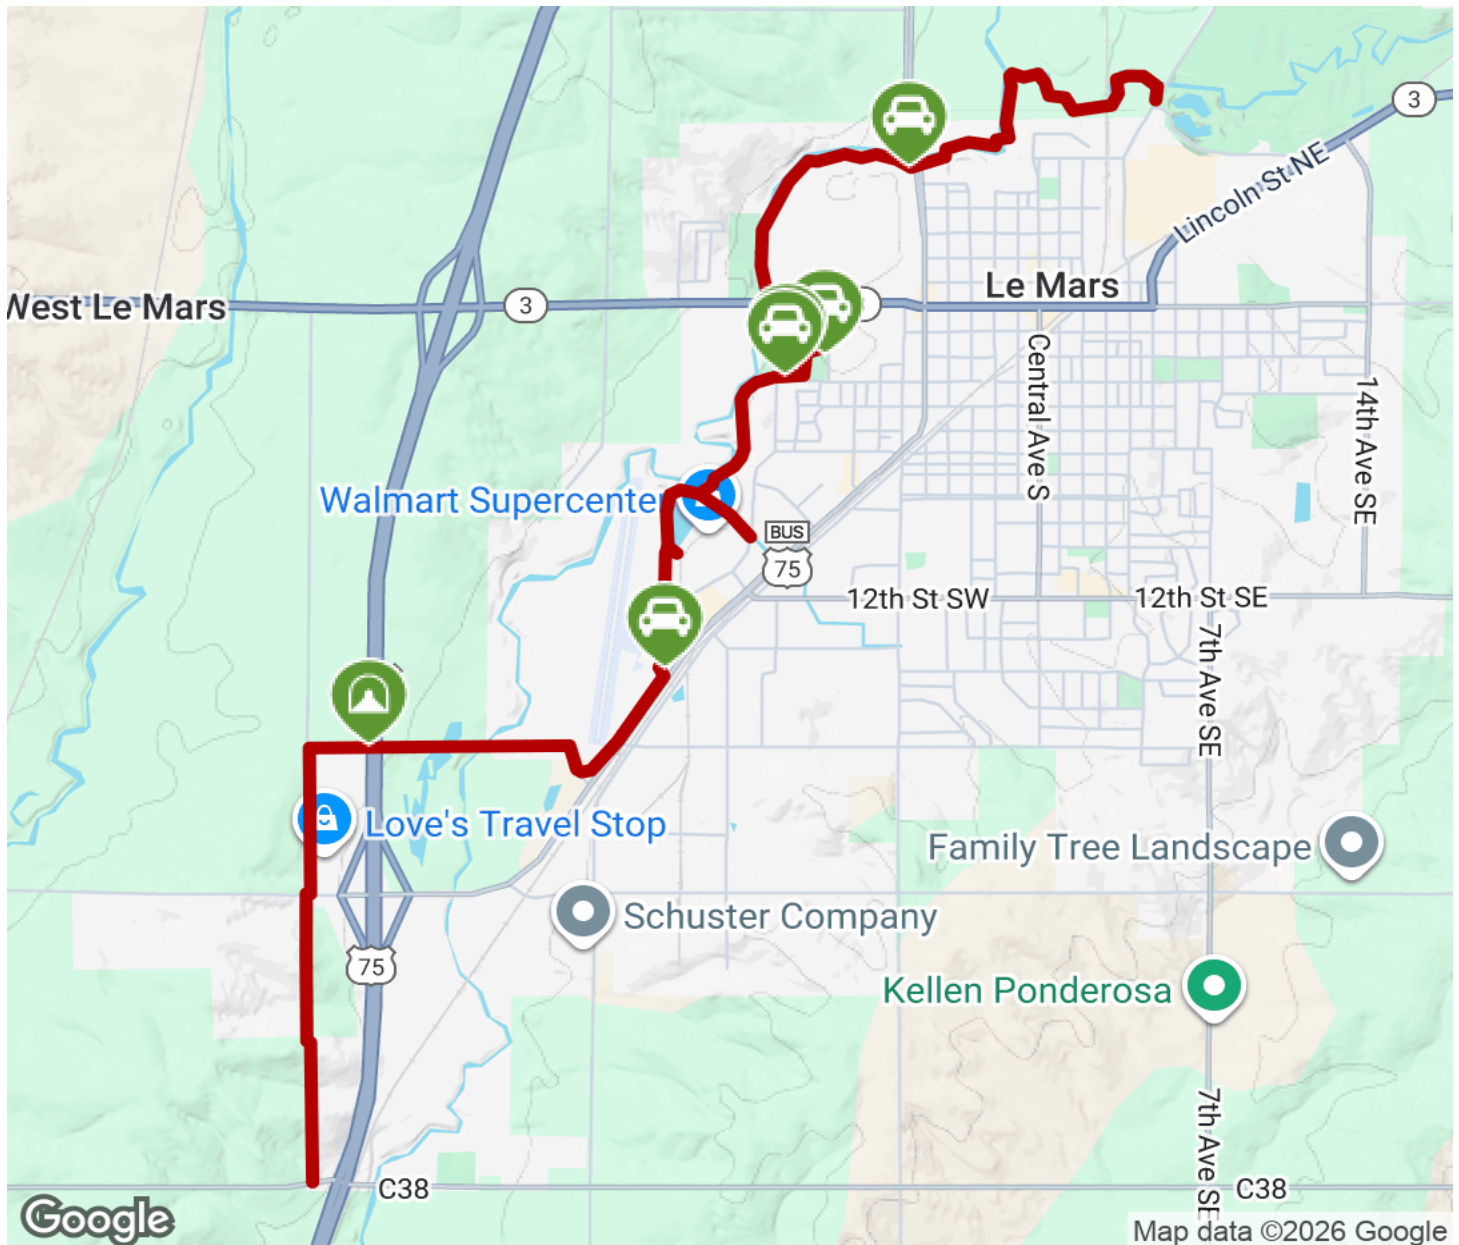 3
Lincoln St NE
Le Mars
West Le Mars
3
Central Ave S
14th Ave SE
Walmart Supercente
BUS
75
12th St SW
12th St SE
7th Ave SE
Love's Travel Stop
Family Tree Landscape
Schuster Company
75
Kellen Ponderosa
7th Ave SE
C38
C38
Google
Map data ©2026 Google